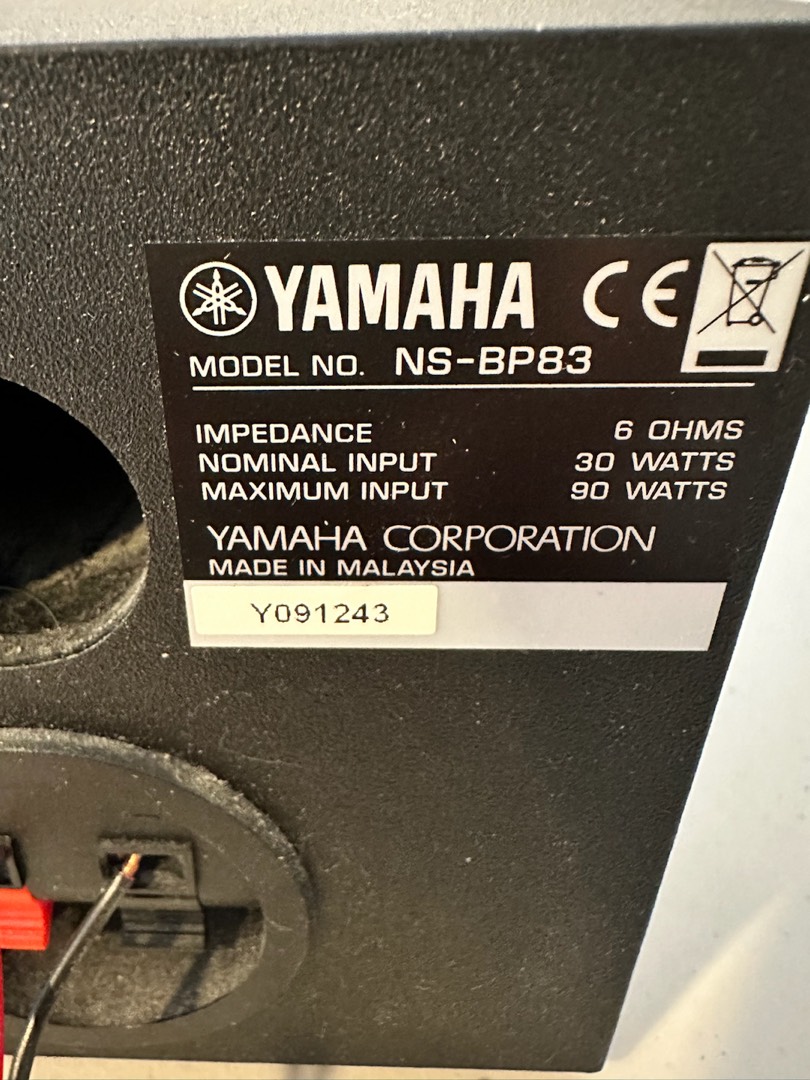 YAMAHA CE
MODEL NO. NS-BP83
IMPEDANCE 6 OHMS
NOMINAL INPUT 30 WATTS
MAXIMUM INPUT 90 WATTS
YAMAHA CORPORATION
MADE IN MALAYSIA
Y091243